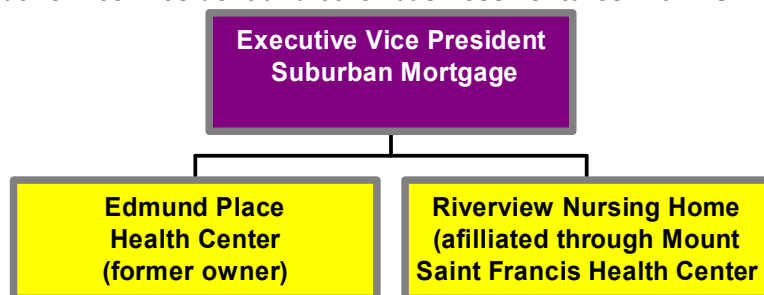 Executive Vice President
Suburban Mortgage
Edmund Place
Health Center
(former owner)
Riverview Nursing Home
(afilliated through Mount
Saint Francis Health Center